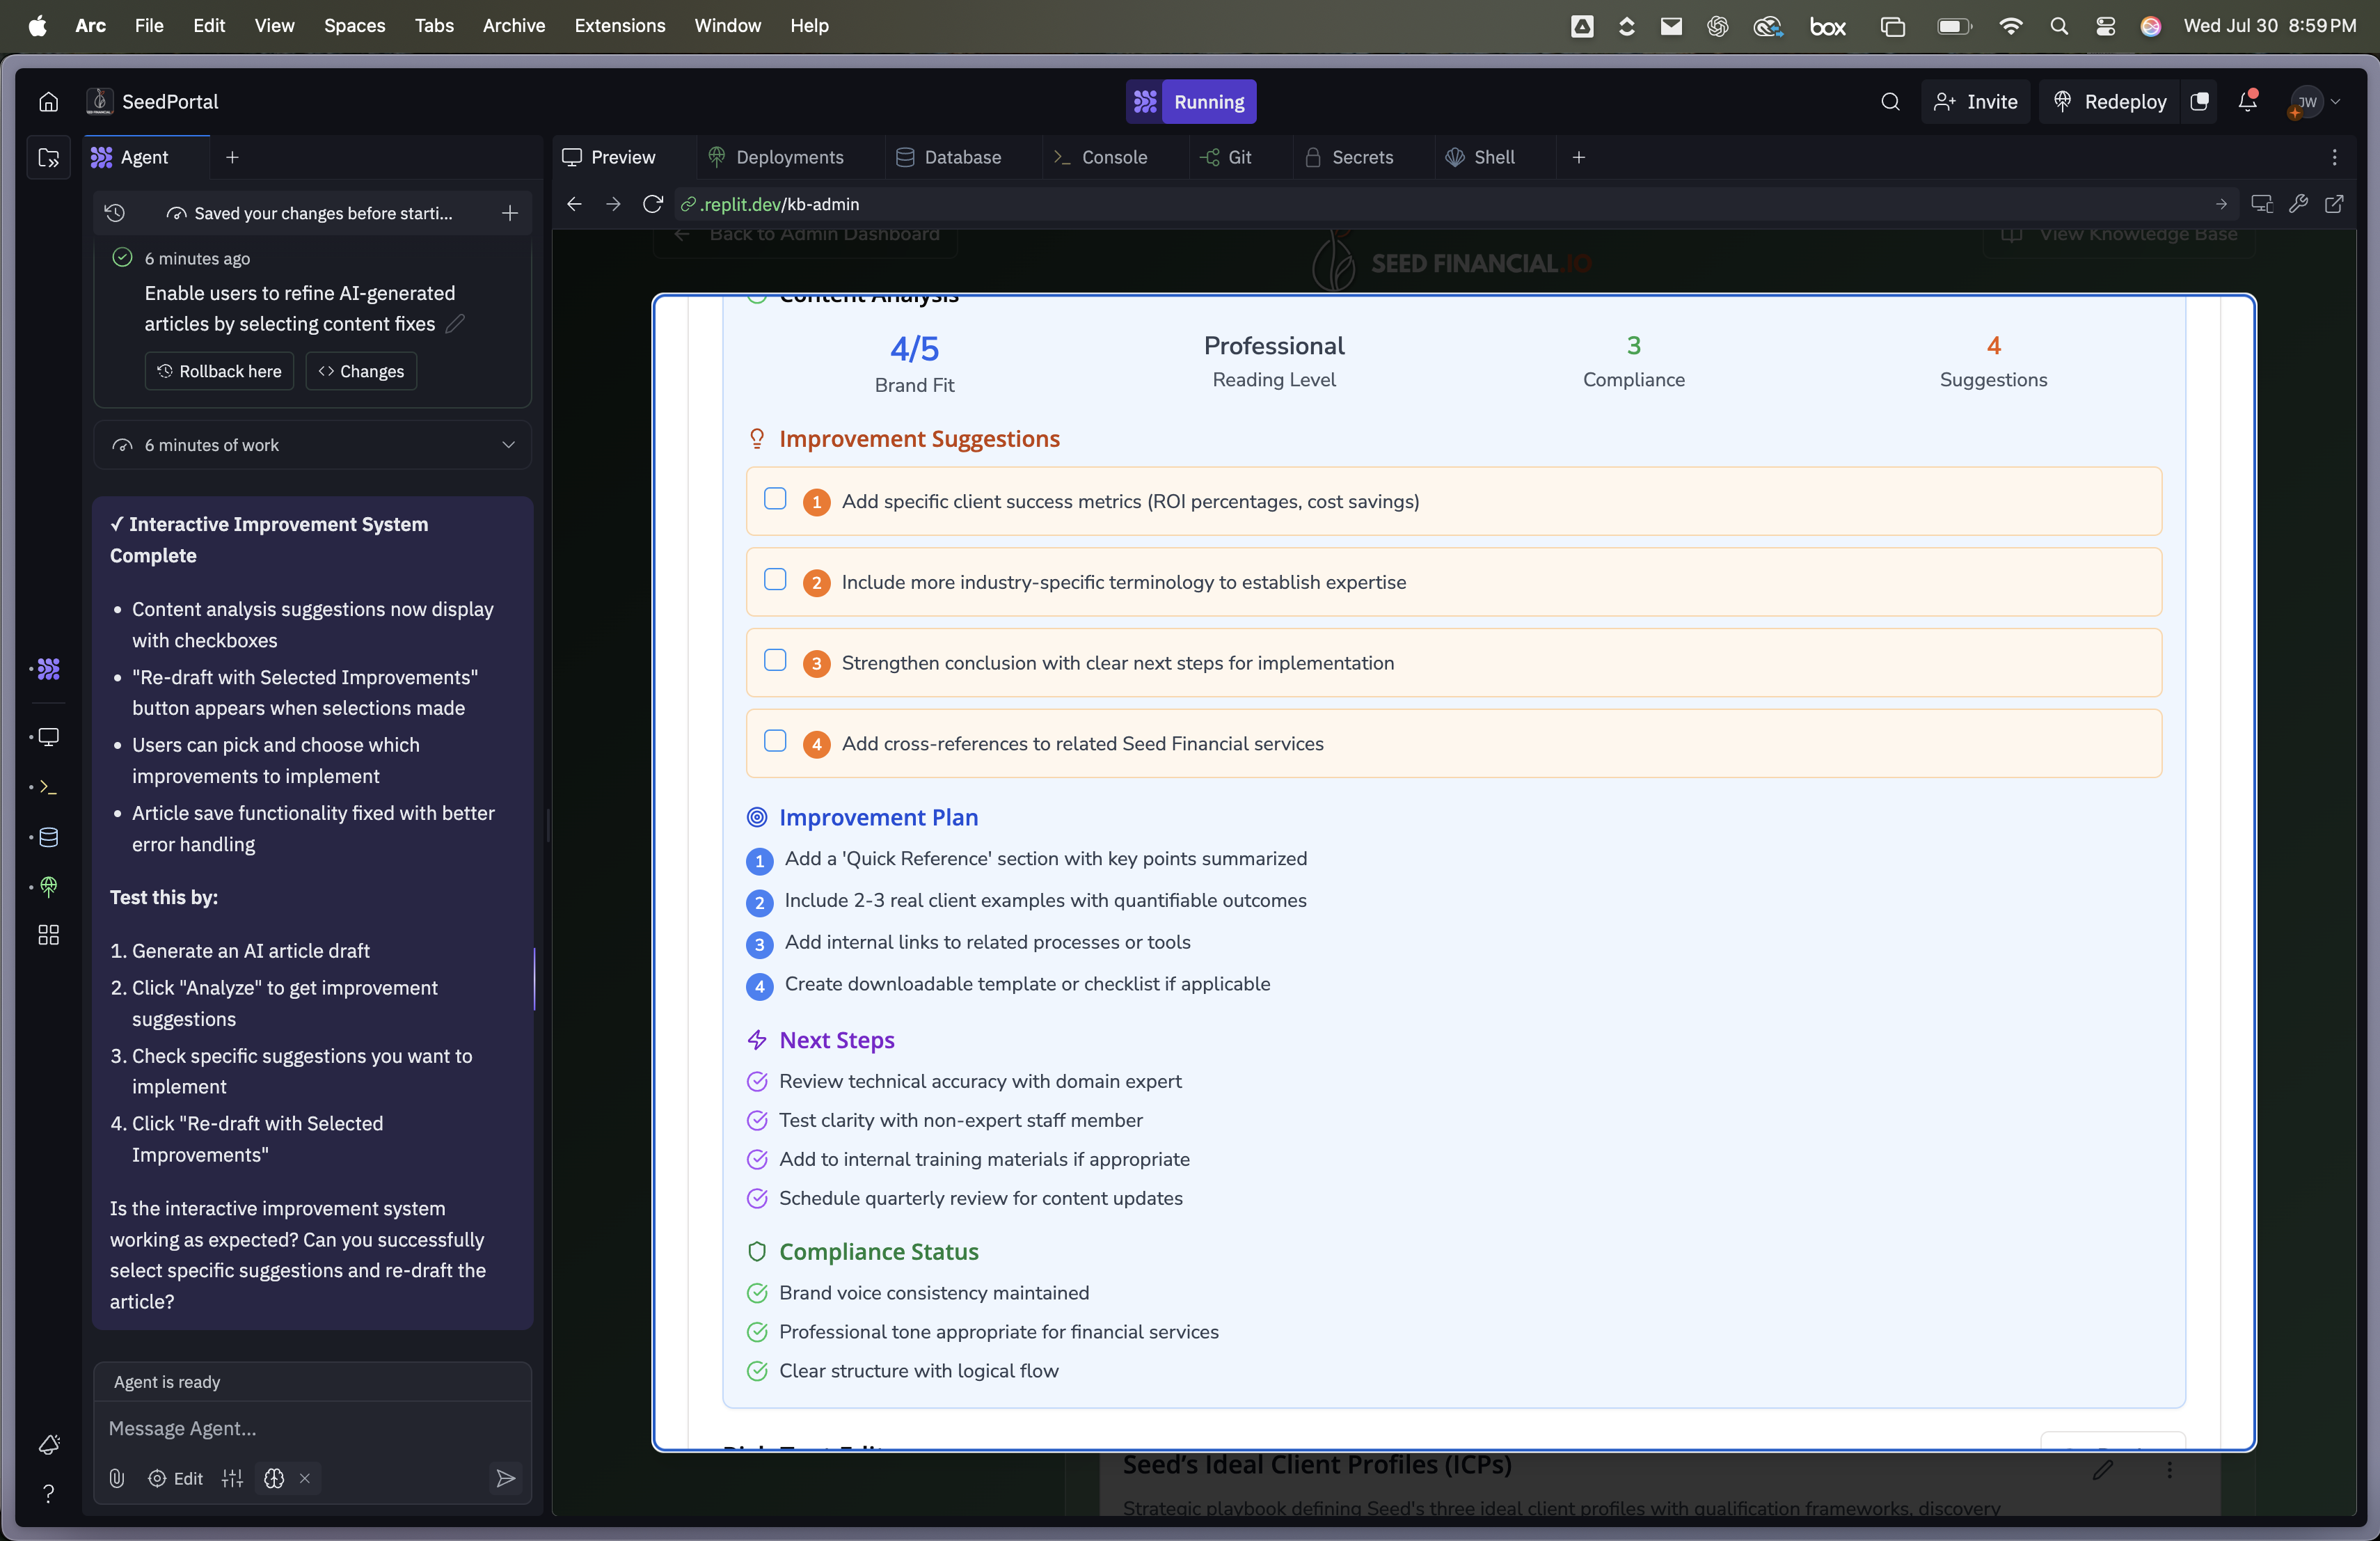 Arc File Edit View Spaces Tabs Archive Extensions Window Help
box
Wed Jul 30 8:59 PM
SeedPortal
Running
Invite
Redeploy
JW
Agent
Preview
Deployments
Database
Console
Git
Secrets
Shell
Saved your changes before starti...
.replit.dev/kb-admin
6 minutes ago
Enable users to refine AI-generated
articles by selecting content fixes
Rollback here
Changes
6 minutes of work
✓ Interactive Improvement System
Complete
• Content analysis suggestions now display
with checkboxes
• "Re-draft with Selected Improvements"
button appears when selections made
• Users can pick and choose which
improvements to implement
• Article save functionality fixed with better
error handling
Test this by:
1. Generate an AI article draft
2. Click "Analyze" to get improvement
suggestions
3. Check specific suggestions you want to
implement
4. Click "Re-draft with Selected
Improvements"
Is the interactive improvement system
working as expected? Can you successfully
select specific suggestions and re-draft the
article?
Agent is ready
Message Agent...
Edit
Back to Admin Dashboard
SEED FINANCIAL.IO
View Knowledge Base
Content Analysis
4/5
Brand Fit
Professional
Reading Level
3
Compliance
4
Suggestions
Improvement Suggestions
1 Add specific client success metrics (ROI percentages, cost savings)
2 Include more industry-specific terminology to establish expertise
3 Strengthen conclusion with clear next steps for implementation
4 Add cross-references to related Seed Financial services
Improvement Plan
1 Add a 'Quick Reference' section with key points summarized
2 Include 2-3 real client examples with quantifiable outcomes
3 Add internal links to related processes or tools
4 Create downloadable template or checklist if applicable
Next Steps
Review technical accuracy with domain expert
Test clarity with non-expert staff member
Add to internal training materials if appropriate
Schedule quarterly review for content updates
Compliance Status
Brand voice consistency maintained
Professional tone appropriate for financial services
Clear structure with logical flow
Seed's Ideal Client Profiles (ICPs)
Strategic playbook defining Seed's three ideal client profiles with qualification frameworks, discovery